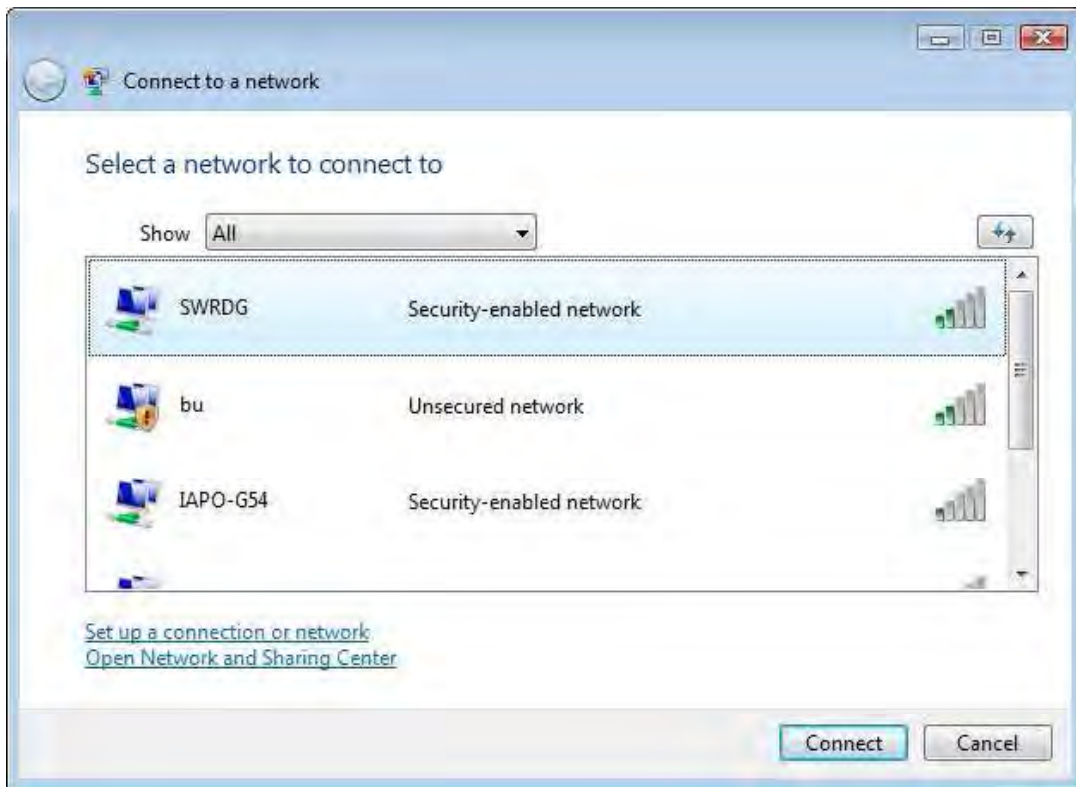 Connect to a network
Select a network to connect to
Show All
SWRDG Security-enabled network
bu Unsecured network
IAPO-G54 Security-enabled network
Set up a connection or network
Open Network and Sharing Center
Connect Cancel